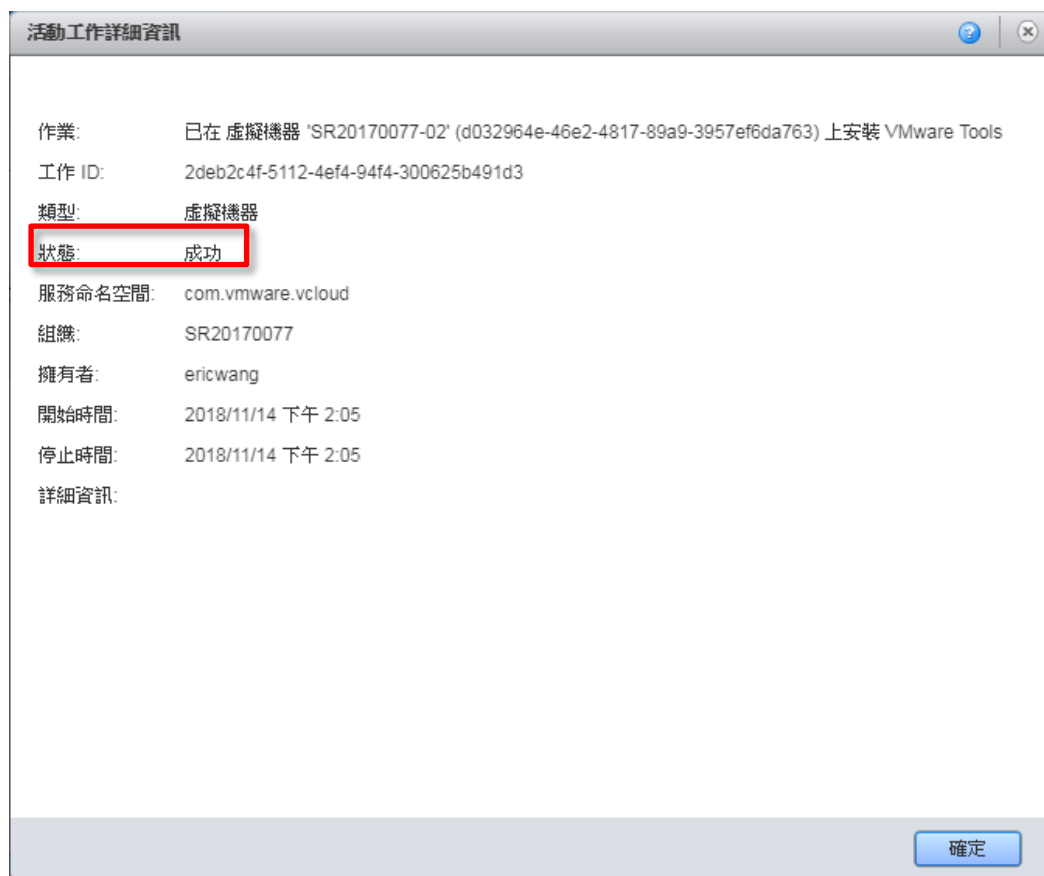 活動工作詳細資訊
作業: 已在 虛擬機器 'SR20170077-02' (d032964e-46e2-4817-89a9-3957ef6da763) 上安裝 VMware Tools
工作 ID: 2deb2c4f-5112-4ef4-94f4-300625b491d3
類型: 虛擬機器
狀態: 成功
服務命名空間: com.vmware.vcloud
組織: SR20170077
擁有者: ericwang
開始時間: 2018/11/14 下午 2:05
停止時間: 2018/11/14 下午 2:05
詳細資訊:
確定